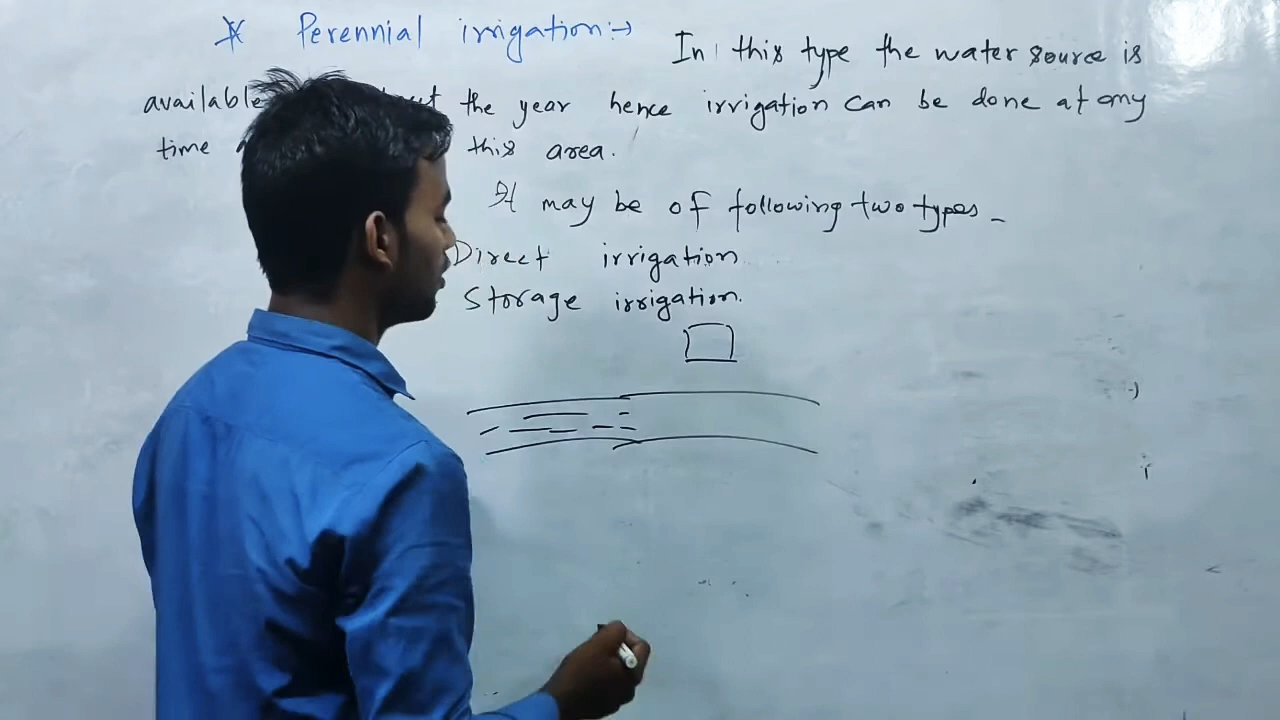 * Perennial irrigation:→ In this type the water source is
available the year hence irrigation can be done at any
time this area.
It may be of following two types -
Direct irrigation
Storage irrigation.